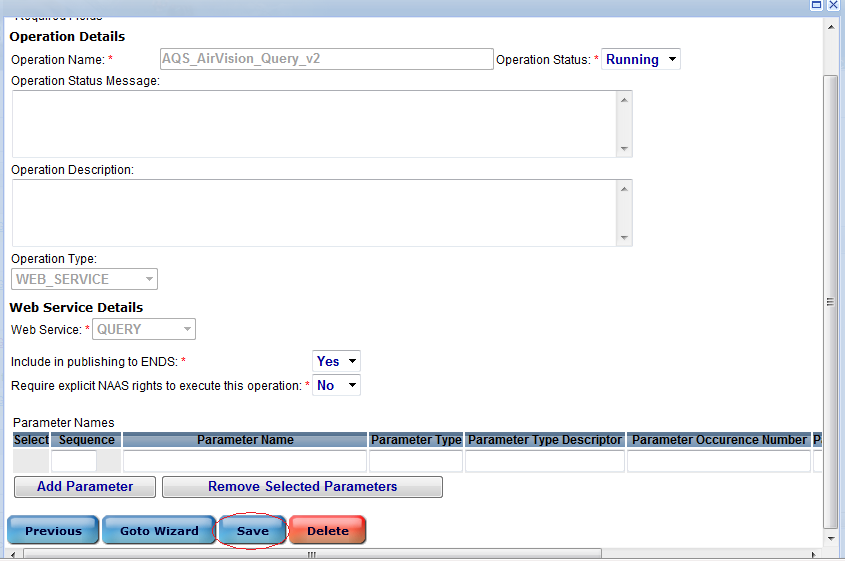 Required Fields
Operation Details
Operation Name: * AQS_AirVision_Query_v2 Operation Status: * Running
Operation Status Message:
Operation Description:
Operation Type:
WEB_SERVICE
Web Service Details
Web Service: * QUERY
Include in publishing to ENDS: * Yes
Require explicit NAAS rights to execute this operation: * No
Parameter Names
Select Sequence Parameter Name Parameter Type Parameter Type Descriptor Parameter Occurence Number
Add Parameter Remove Selected Parameters
Previous Goto Wizard Save Delete